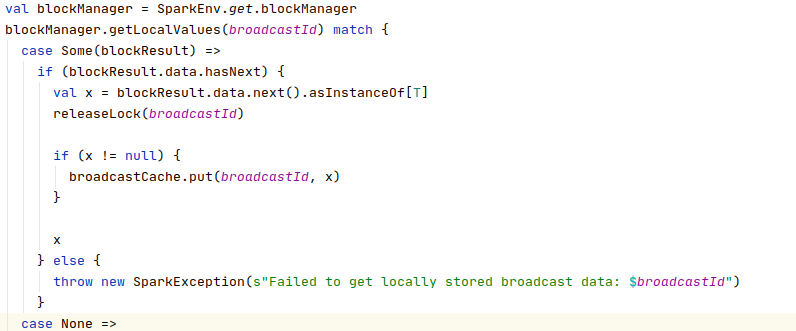 val blockManager = SparkEnv.get.blockManager
blockManager.getLocalValues(broadcastId) match {
  case Some(blockResult) =>
    if (blockResult.data.hasNext) {
      val x = blockResult.data.next().asInstanceOf[T]
      releaseLock(broadcastId)

      if (x != null) {
        broadcastCache.put(broadcastId, x)
      }

      x
    } else {
      throw new SparkException(s"Failed to get locally stored broadcast data: $broadcastId")
    }
  case None =>